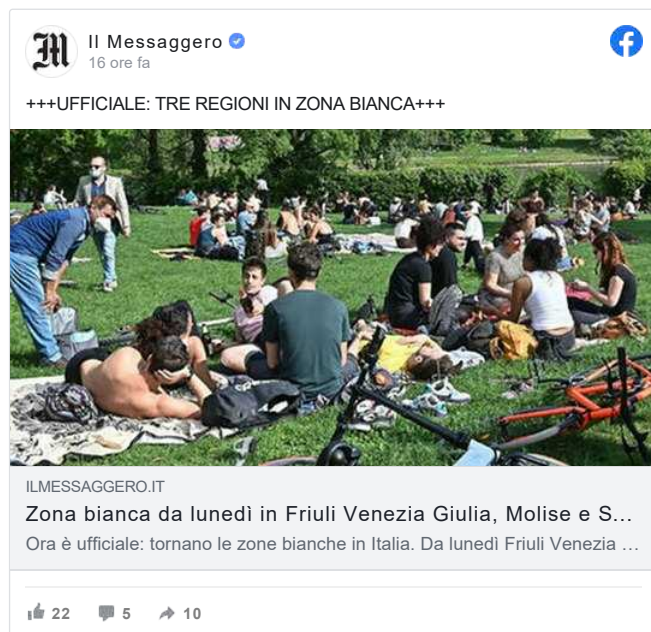 Il Messaggero
16 ore fa
+++UFFICIALE: TRE REGIONI IN ZONA BIANCA+++
ILMESSAGGERO.IT
Zona bianca da lunedì in Friuli Venezia Giulia, Molise e S...
Ora è ufficiale: tornano le zone bianche in Italia. Da lunedì Friuli Venezia ...
22 5 10